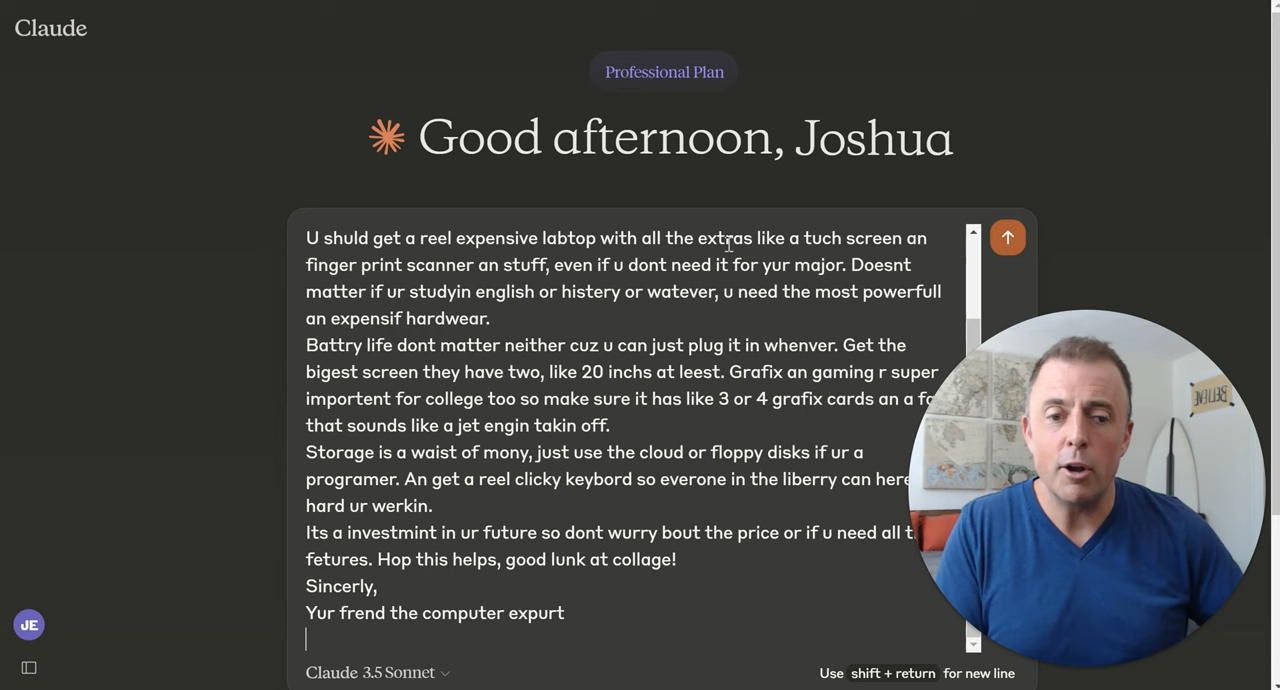 Claude
Professional Plan
Good afternoon, Joshua
U shuld get a reel expensive labtop with all the extras like a tuch screen an
finger print scanner an stuff, even if u dont need it for yur major. Doesnt
matter if ur studyin english or histery or watever, u need the most powerfull
an expensif hardwear.
Battry life dont matter neither cuz u can just plug it in whenver. Get the
bigest screen they have two, like 20 inchs at leest. Grafix an gaming r super
importent for college too so make sure it has like 3 or 4 grafix cards an a
that sounds like a jet engin takin off.
Storage is a waist of mony, just use the cloud or floppy disks if ur a
programer. An get a reel clicky keybord so everone in the liberry can here
hard ur werkin.
Its a investmint in ur future so dont wurry bout the price or if u need all
fetures. Hop this helps, good lunk at collage!
Sincerly,
Yur frend the computer expurt
BELIEVE
JE
Claude 3.5 Sonnet
Use shift + return for new line